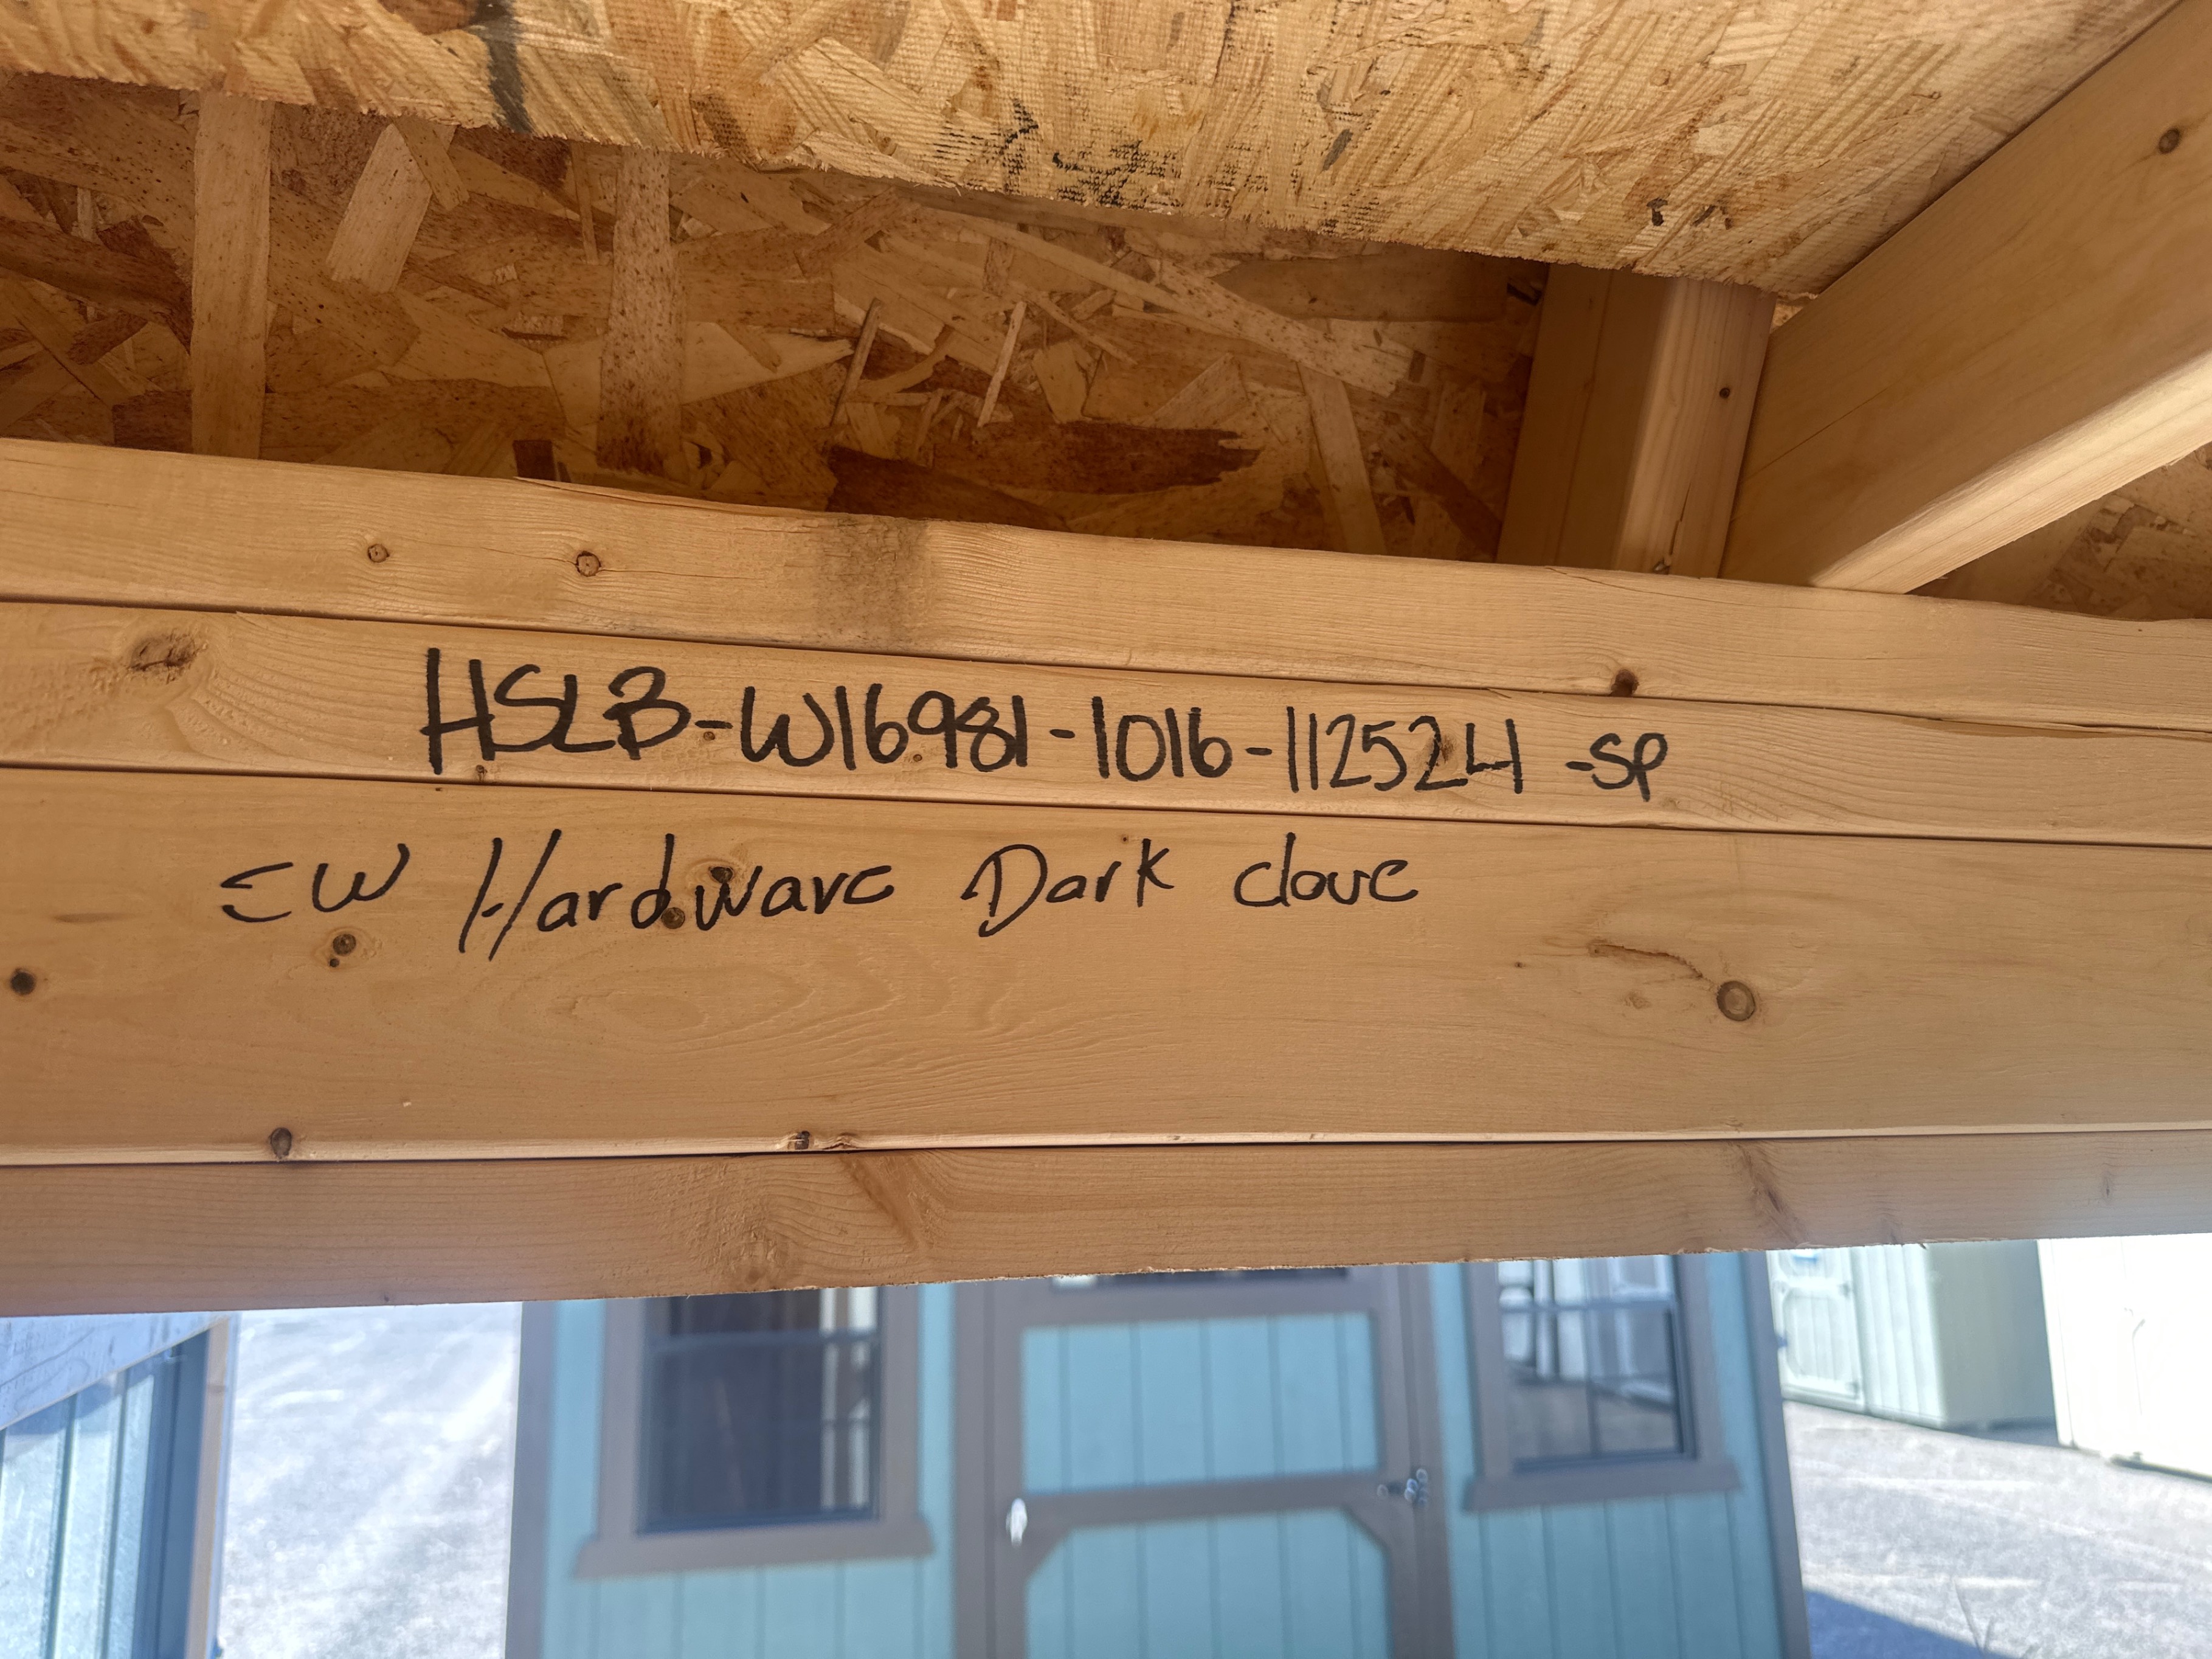 HSLB-W16981-1016-112524-SP
EW Hardware Dark clove